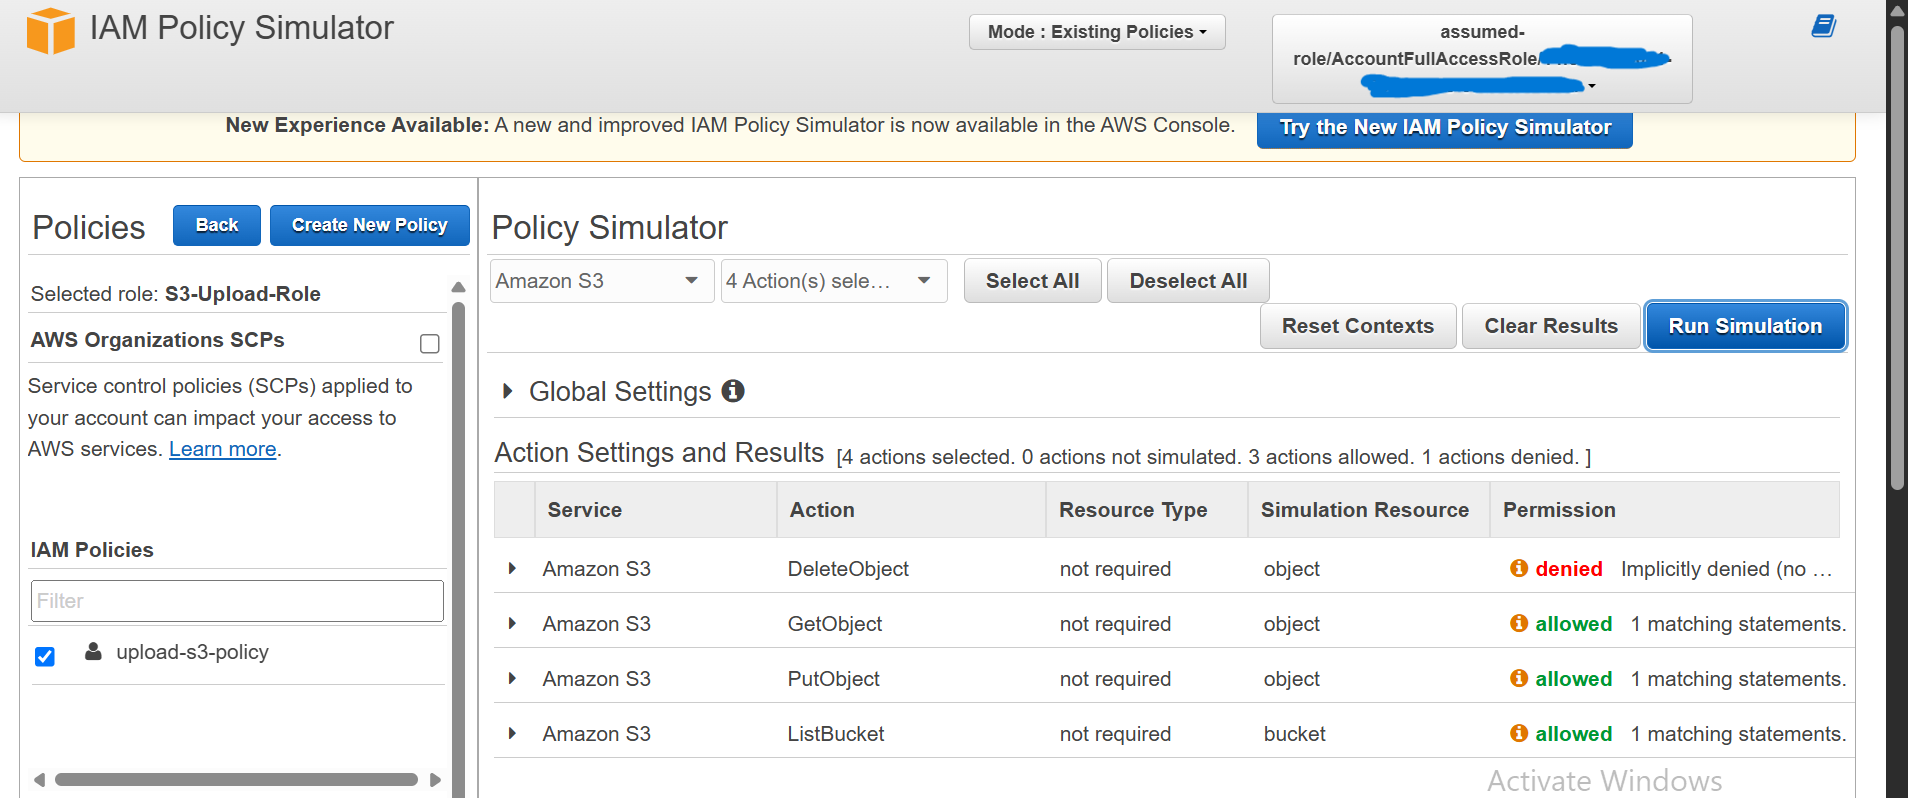 IAM Policy Simulator
Mode : Existing Policies
assumed-
role/AccountFullAccessRole/
New Experience Available: A new and improved IAM Policy Simulator is now available in the AWS Console.
Try the New IAM Policy Simulator
Policies
Back
Create New Policy
Selected role: S3-Upload-Role
AWS Organizations SCPs
Service control policies (SCPs) applied to
your account can impact your access to
AWS services. Learn more.
IAM Policies
Filter
upload-s3-policy
Policy Simulator
Amazon S3
4 Action(s) sele...
Select All
Deselect All
Reset Contexts
Clear Results
Run Simulation
Global Settings
Action Settings and Results [4 actions selected. 0 actions not simulated. 3 actions allowed. 1 actions denied. ]
Service Action Resource Type Simulation Resource Permission
Amazon S3 DeleteObject not required object denied Implicitly denied (no ...
Amazon S3 GetObject not required object allowed 1 matching statements.
Amazon S3 PutObject not required object allowed 1 matching statements.
Amazon S3 ListBucket not required bucket allowed 1 matching statements.
Activate Windows